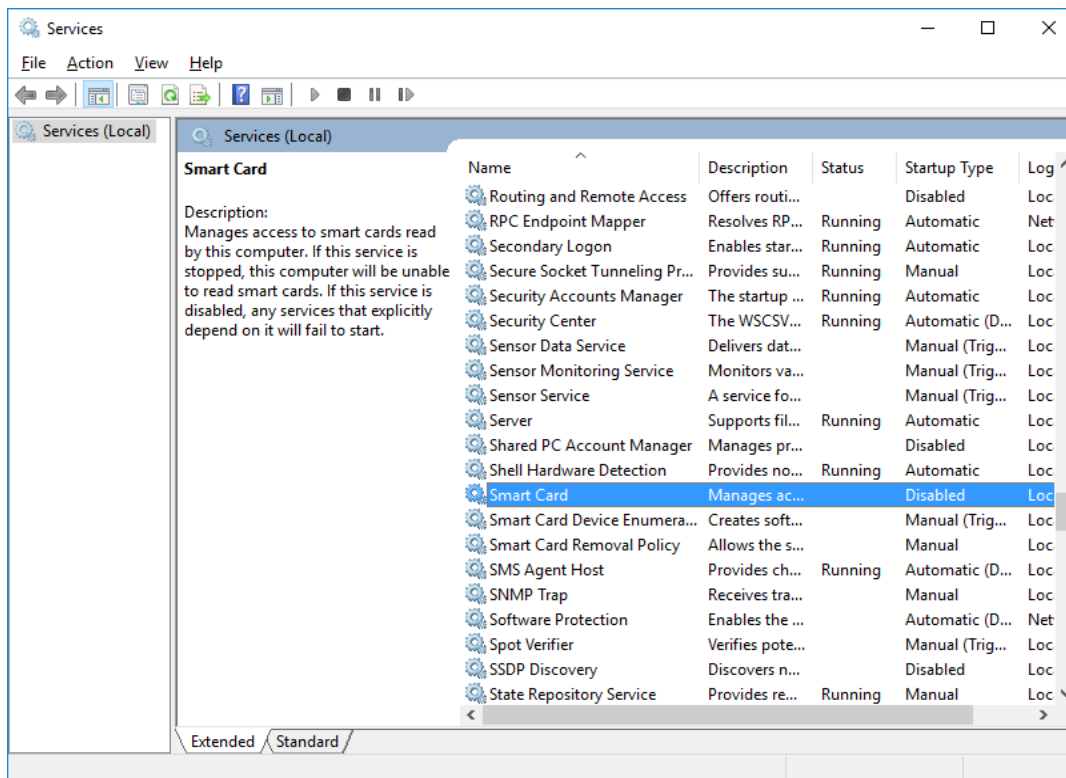 Services
File Action View Help
Services (Local)
Services (Local)
Smart Card
Description:
Manages access to smart cards read
by this computer. If this service is
stopped, this computer will be unable
to read smart cards. If this service is
disabled, any services that explicitly
depend on it will fail to start.
Name Description Status Startup Type Log
Routing and Remote Access Offers routi... Disabled Loc
RPC Endpoint Mapper Resolves RP... Running Automatic Net
Secondary Logon Enables star... Running Automatic Loc
Secure Socket Tunneling Pr... Provides su... Running Manual Loc
Security Accounts Manager The startup ... Running Automatic Loc
Security Center The WSCSV... Running Automatic (D... Loc
Sensor Data Service Delivers dat... Manual (Trig... Loc
Sensor Monitoring Service Monitors va... Manual (Trig... Loc
Sensor Service A service fo... Manual (Trig... Loc
Server Supports fil... Running Automatic Loc
Shared PC Account Manager Manages pr... Disabled Loc
Shell Hardware Detection Provides no... Running Automatic Loc
Smart Card Manages ac... Disabled Loc
Smart Card Device Enumera... Creates soft... Manual (Trig... Loc
Smart Card Removal Policy Allows the s... Manual Loc
SMS Agent Host Provides ch... Running Automatic (D... Loc
SNMP Trap Receives tra... Manual Loc
Software Protection Enables the ... Automatic (D... Net
Spot Verifier Verifies pote... Manual (Trig... Loc
SSDP Discovery Discovers n... Disabled Loc
State Repository Service Provides re... Running Manual Loc
Extended Standard